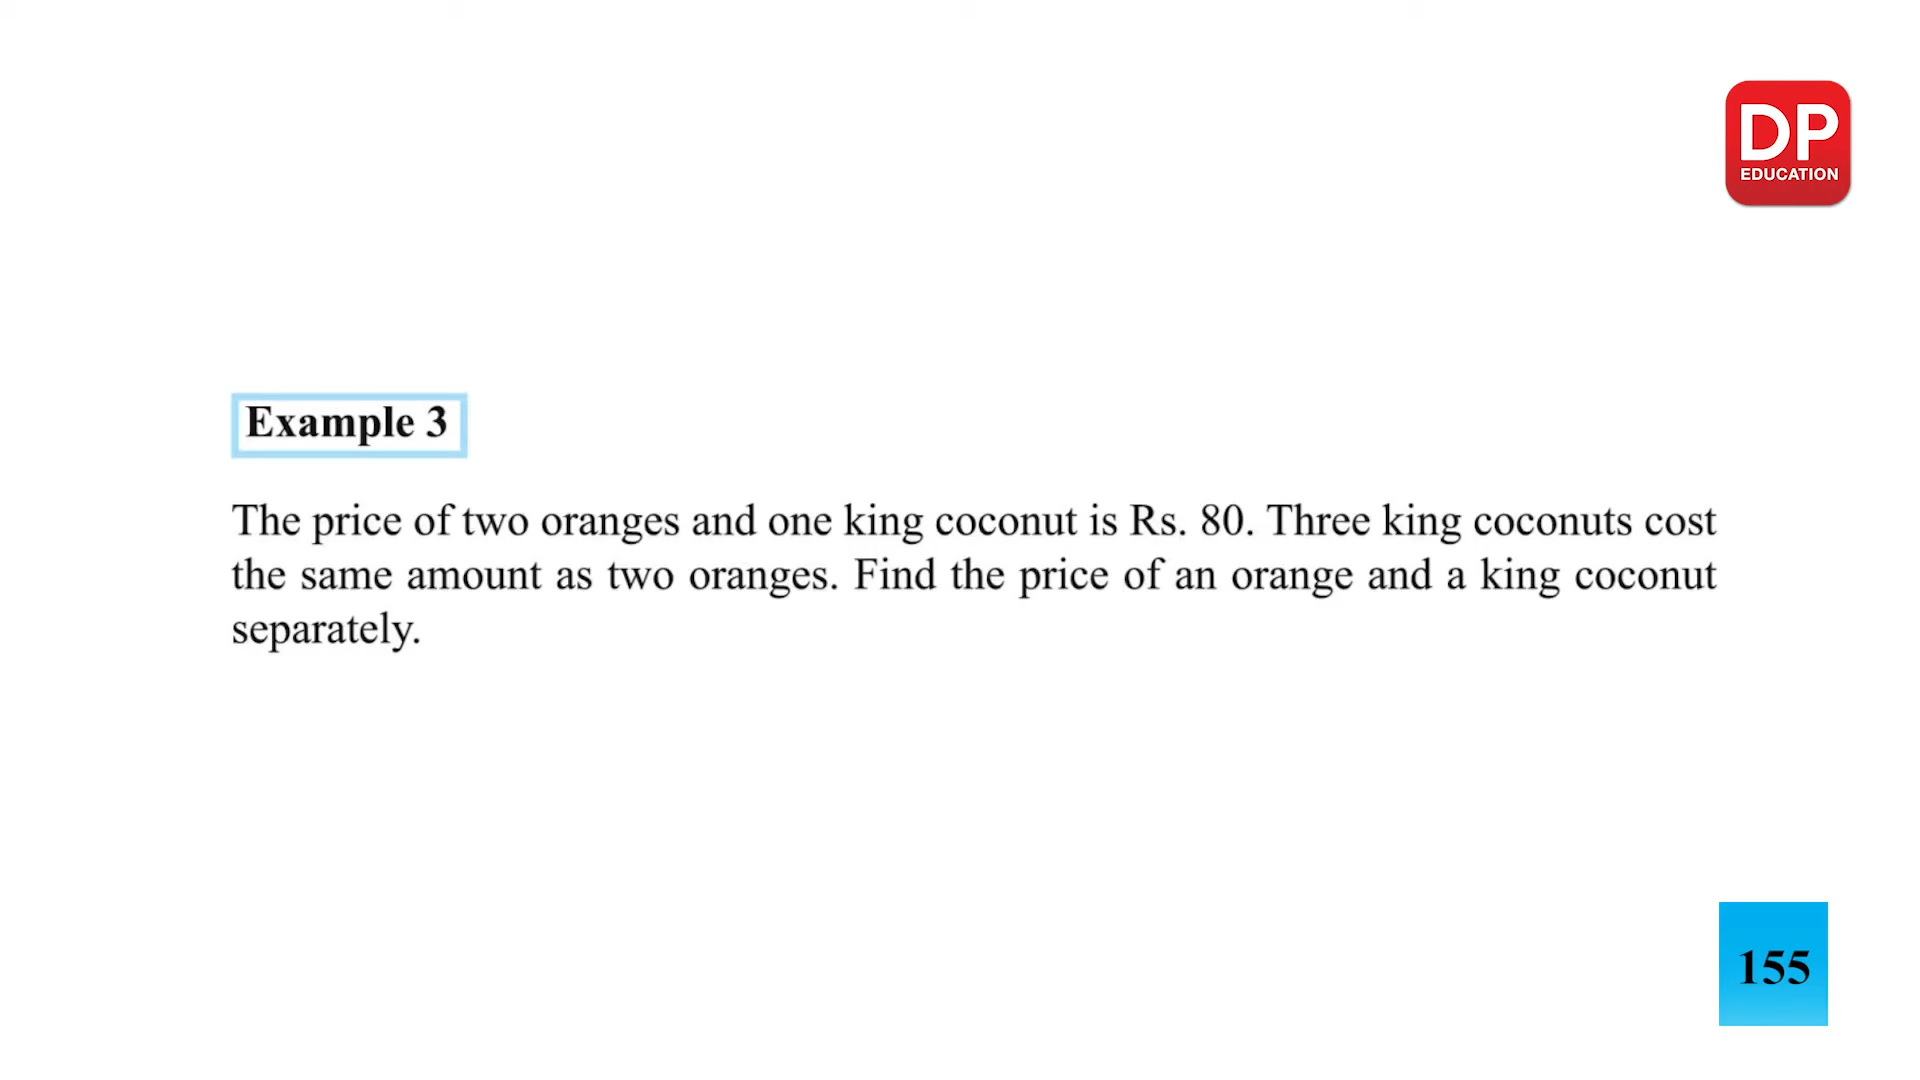 DP
EDUCATION
Example 3
The price of two oranges and one king coconut is Rs. 80. Three king coconuts cost
the same amount as two oranges. Find the price of an orange and a king coconut
separately.
155